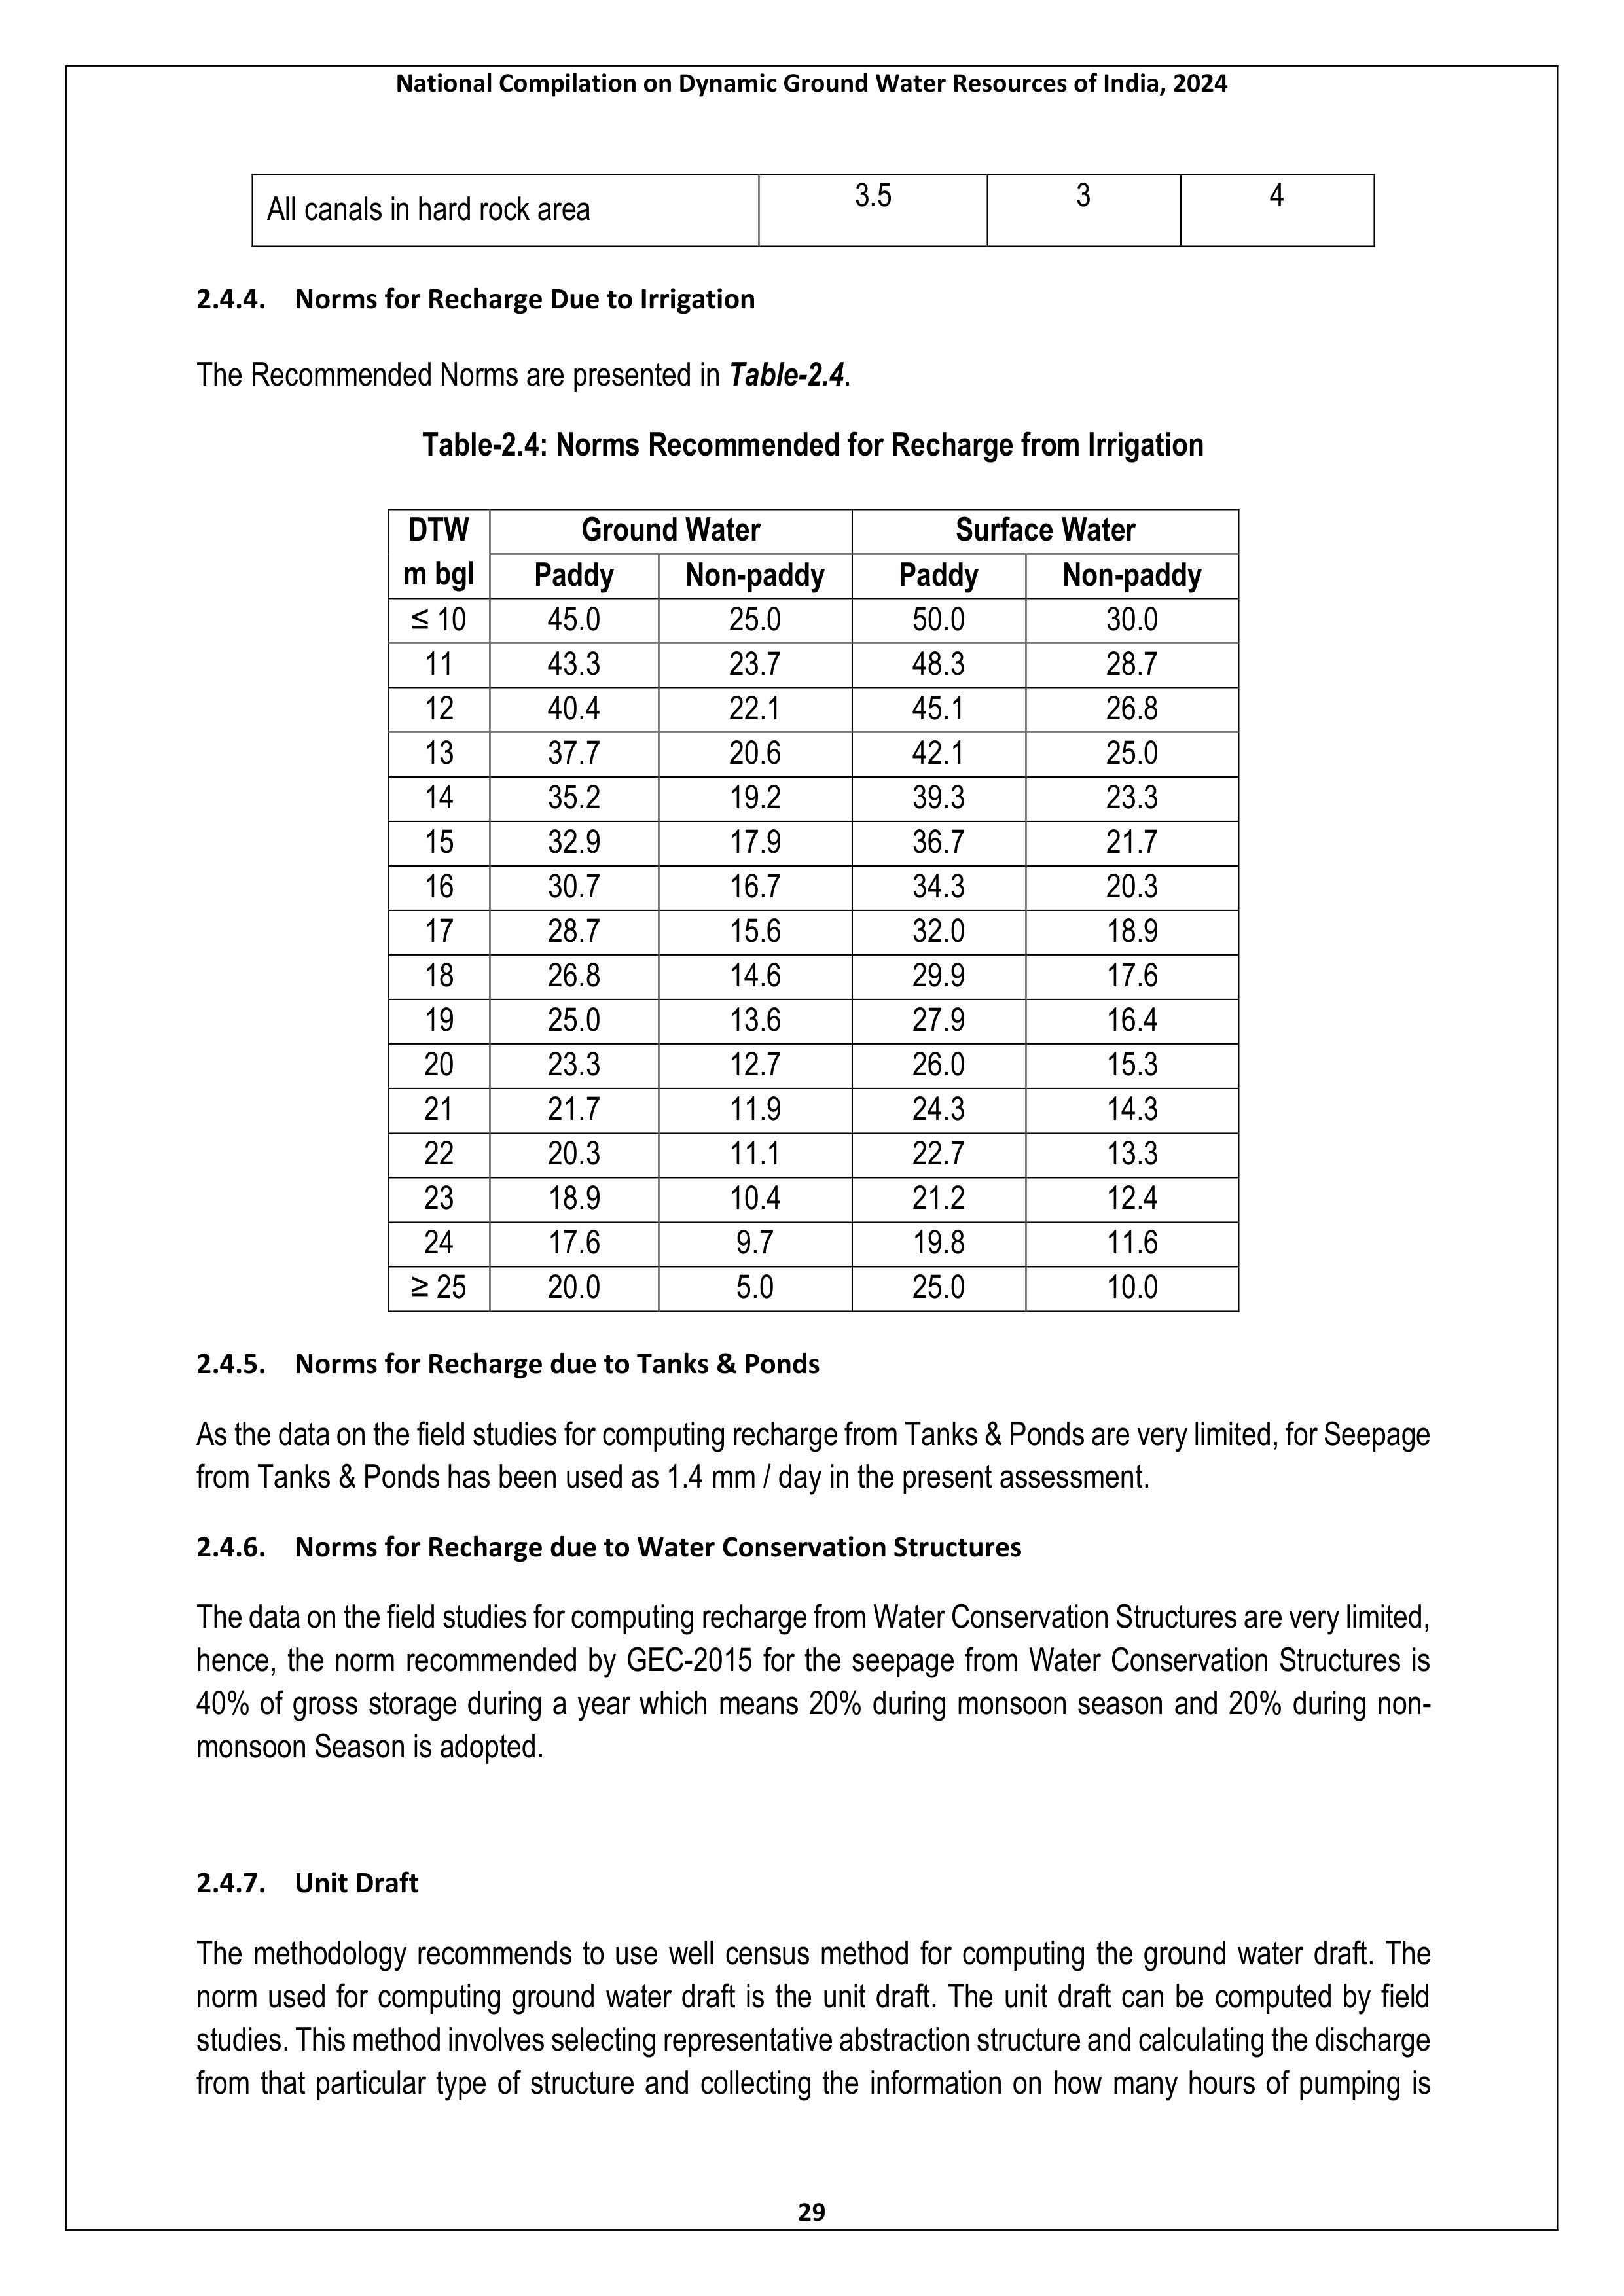 National Compilation on Dynamic Ground Water Resources of India, 2024
All canals in hard rock area 3.5 3 4
2.4.4. Norms for Recharge Due to Irrigation
The Recommended Norms are presented in Table-2.4.
Table-2.4: Norms Recommended for Recharge from Irrigation
DTW Ground Water Surface Water
m bgl Paddy Non-paddy Paddy Non-paddy
≤ 10 45.0 25.0 50.0 30.0
11 43.3 23.7 48.3 28.7
12 40.4 22.1 45.1 26.8
13 37.7 20.6 42.1 25.0
14 35.2 19.2 39.3 23.3
15 32.9 17.9 36.7 21.7
16 30.7 16.7 34.3 20.3
17 28.7 15.6 32.0 18.9
18 26.8 14.6 29.9 17.6
19 25.0 13.6 27.9 16.4
20 23.3 12.7 26.0 15.3
21 21.7 11.9 24.3 14.3
22 20.3 11.1 22.7 13.3
23 18.9 10.4 21.2 12.4
24 17.6 9.7 19.8 11.6
≥ 25 20.0 5.0 25.0 10.0
2.4.5. Norms for Recharge due to Tanks & Ponds
As the data on the field studies for computing recharge from Tanks & Ponds are very limited, for Seepage
from Tanks & Ponds has been used as 1.4 mm / day in the present assessment.
2.4.6. Norms for Recharge due to Water Conservation Structures
The data on the field studies for computing recharge from Water Conservation Structures are very limited,
hence, the norm recommended by GEC-2015 for the seepage from Water Conservation Structures is
40% of gross storage during a year which means 20% during monsoon season and 20% during non-
monsoon Season is adopted.
2.4.7. Unit Draft
The methodology recommends to use well census method for computing the ground water draft. The
norm used for computing ground water draft is the unit draft. The unit draft can be computed by field
studies. This method involves selecting representative abstraction structure and calculating the discharge
from that particular type of structure and collecting the information on how many hours of pumping is
29